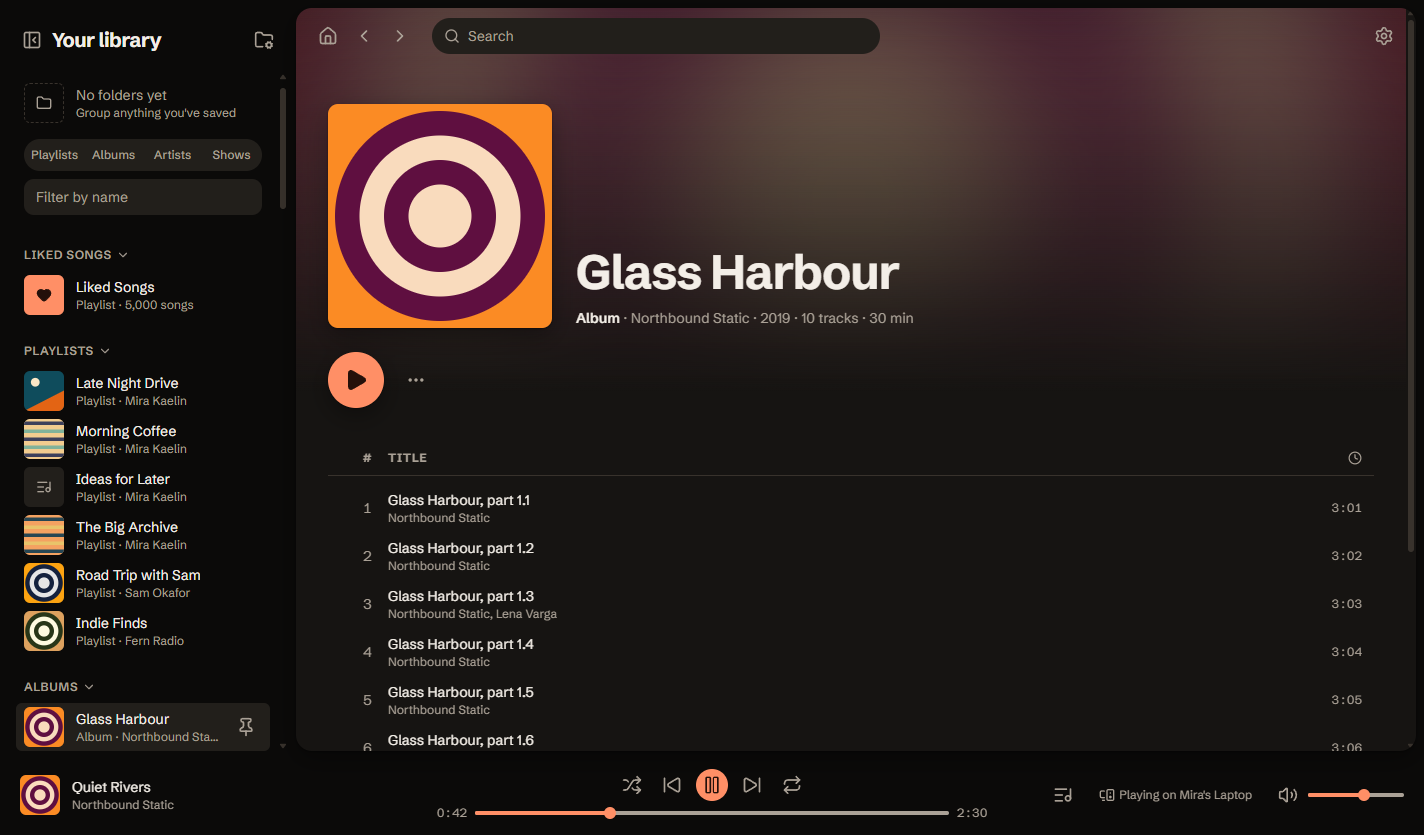 Your library
No folders yet
Group anything you've saved
Playlists Albums Artists Shows
Filter by name
LIKED SONGS
Liked Songs
Playlist · 5,000 songs
PLAYLISTS
Late Night Drive
Playlist · Mira Kaelin
Morning Coffee
Playlist · Mira Kaelin
Ideas for Later
Playlist · Mira Kaelin
The Big Archive
Playlist · Mira Kaelin
Road Trip with Sam
Playlist · Sam Okafor
Indie Finds
Playlist · Fern Radio
ALBUMS
Glass Harbour
Album · Northbound Sta...
Search
Glass Harbour
Album · Northbound Static · 2019 · 10 tracks · 30 min
# TITLE
1 Glass Harbour, part 1.1 3:01
Northbound Static
2 Glass Harbour, part 1.2 3:02
Northbound Static
3 Glass Harbour, part 1.3 3:03
Northbound Static, Lena Varga
4 Glass Harbour, part 1.4 3:04
Northbound Static
5 Glass Harbour, part 1.5 3:05
Northbound Static
6 Glass Harbour, part 1.6 3:06
Quiet Rivers
Northbound Static
0:42 2:30
Playing on Mira's Laptop